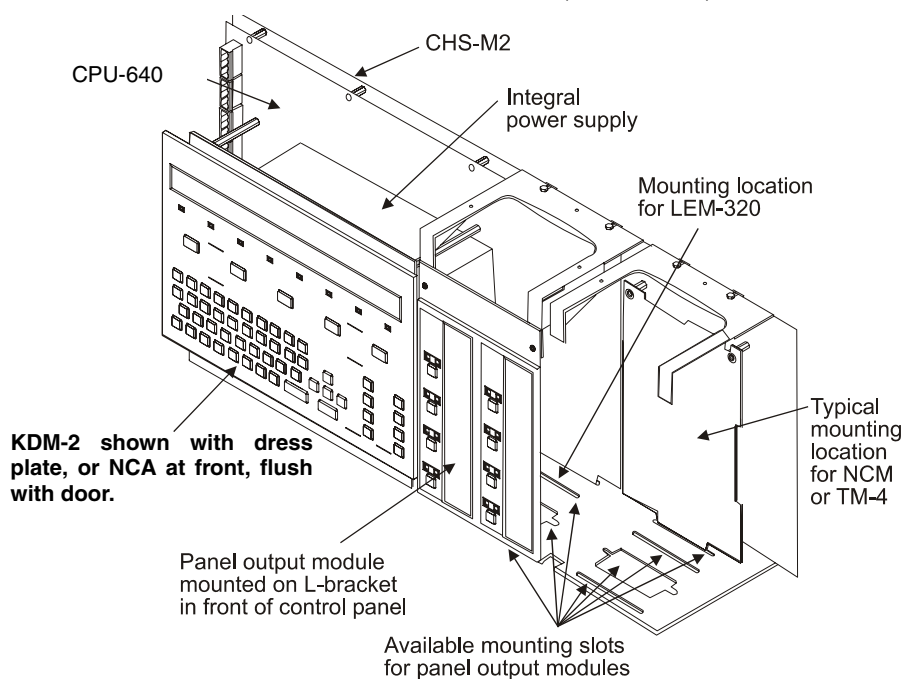 CHS-M2
CPU-640
Integral
power supply
Mounting location
for LEM-320
Typical
mounting
location
for NCM
or TM-4
KDM-2 shown with dress
plate, or NCA at front, flush
with door.
Panel output module
mounted on L-bracket
in front of control panel
Available mounting slots
for panel output modules